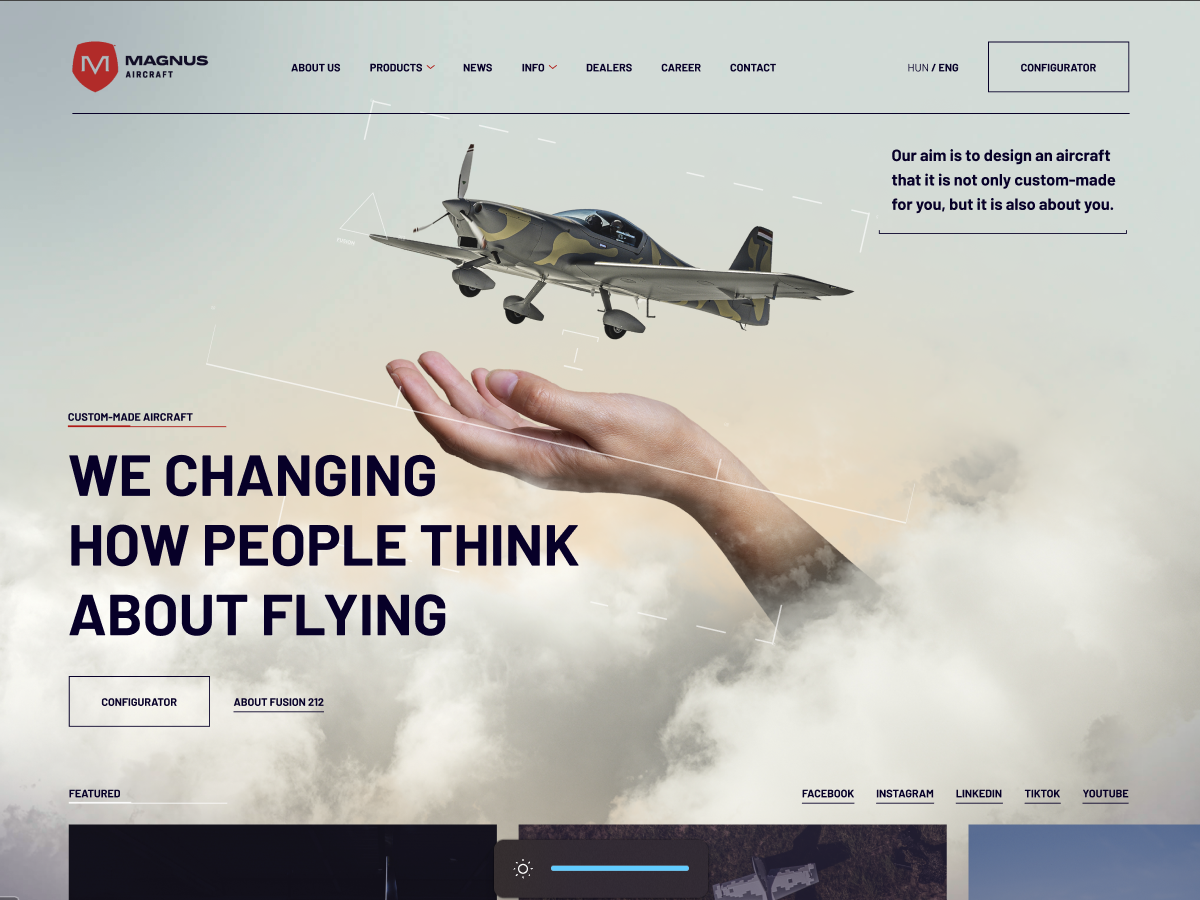 MAGNUS
AIRCRAFT
ABOUT US
PRODUCTS
NEWS
INFO
DEALERS
CAREER
CONTACT
HUN / ENG
CONFIGURATOR
Our aim is to design an aircraft
that it is not only custom-made
for you, but it is also about you.
CUSTOM-MADE AIRCRAFT
WE CHANGING
HOW PEOPLE THINK
ABOUT FLYING
CONFIGURATOR
ABOUT FUSION 212
FEATURED
FACEBOOK
INSTAGRAM
LINKEDIN
TIKTOK
YOUTUBE